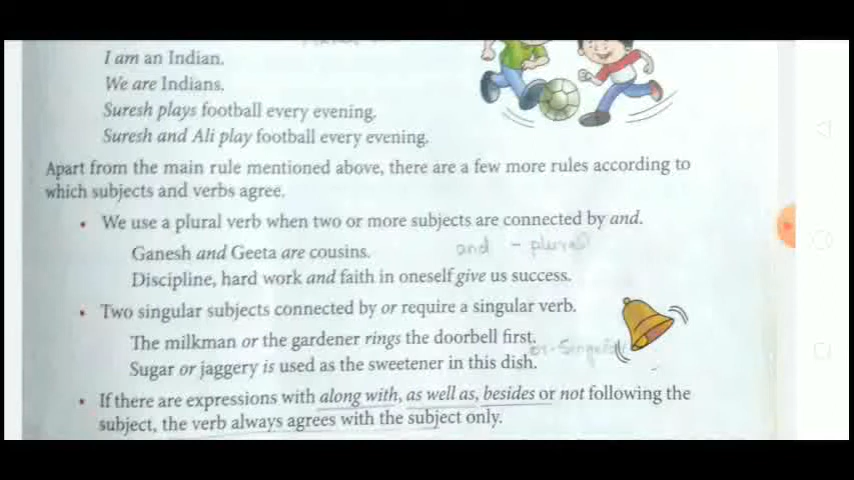 I am an Indian.
We are Indians.
Suresh plays football every evening.
Suresh and Ali play football every evening.
Apart from the main rule mentioned above, there are a few more rules according to
which subjects and verbs agree.
• We use a plural verb when two or more subjects are connected by and.
Ganesh and Geeta are cousins.
and - plural
Discipline, hard work and faith in oneself give us success.
• Two singular subjects connected by or require a singular verb.
The milkman or the gardener rings the doorbell first.
or - Singular
Sugar or jaggery is used as the sweetener in this dish.
• If there are expressions with along with, as well as, besides or not following the
subject, the verb always agrees with the subject only.